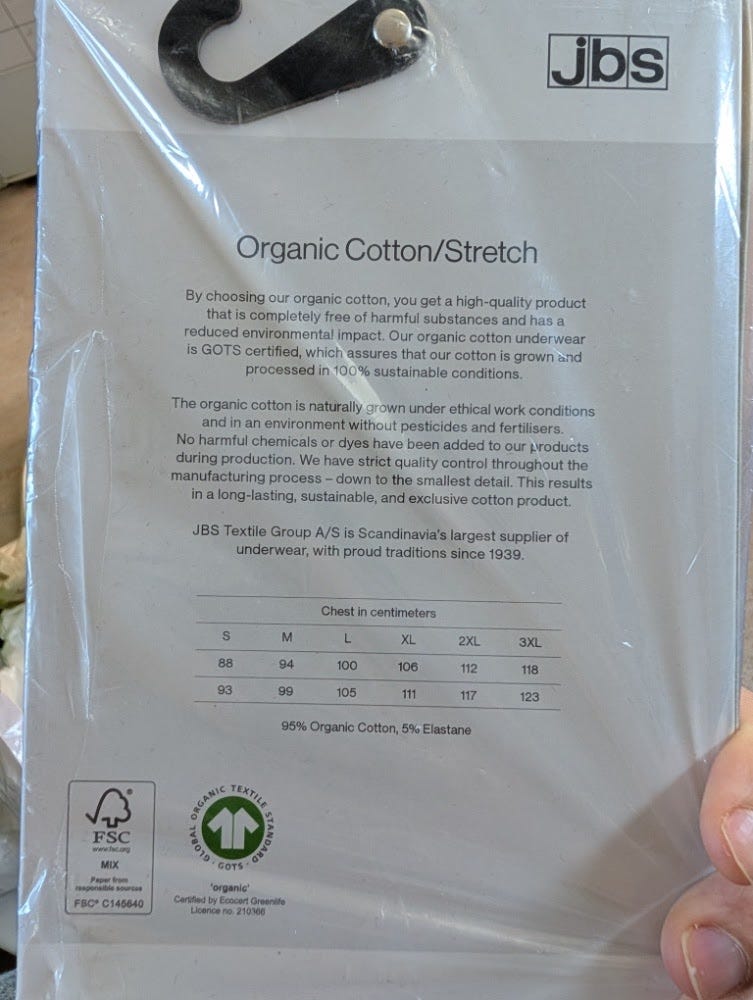 jbs
Organic Cotton/Stretch
By choosing our organic cotton, you get a high-quality product
that is completely free of harmful substances and has a
reduced environmental impact. Our organic cotton underwear
is GOTS certified, which assures that our cotton is grown and
processed in 100% sustainable conditions.
The organic cotton is naturally grown under ethical work conditions
and in an environment without pesticides and fertilisers.
No harmful chemicals or dyes have been added to our products
during production. We have strict quality control throughout the
manufacturing process – down to the smallest detail. This results
in a long-lasting, sustainable, and exclusive cotton product.
JBS Textile Group A/S is Scandinavia's largest supplier of
underwear, with proud traditions since 1939.
Chest in centimeters
S M L XL 2XL 3XL
88 94 100 106 112 118
93 99 105 111 117 123
95% Organic Cotton, 5% Elastane
FSC
www.fsc.org
MIX
Paper from
responsible sources
FSC® C145640
GLOBAL ORGANIC TEXTILE STANDARD · GOTS ·
'organic'
Certified by Ecocert Greenlife
Licence no. 210366